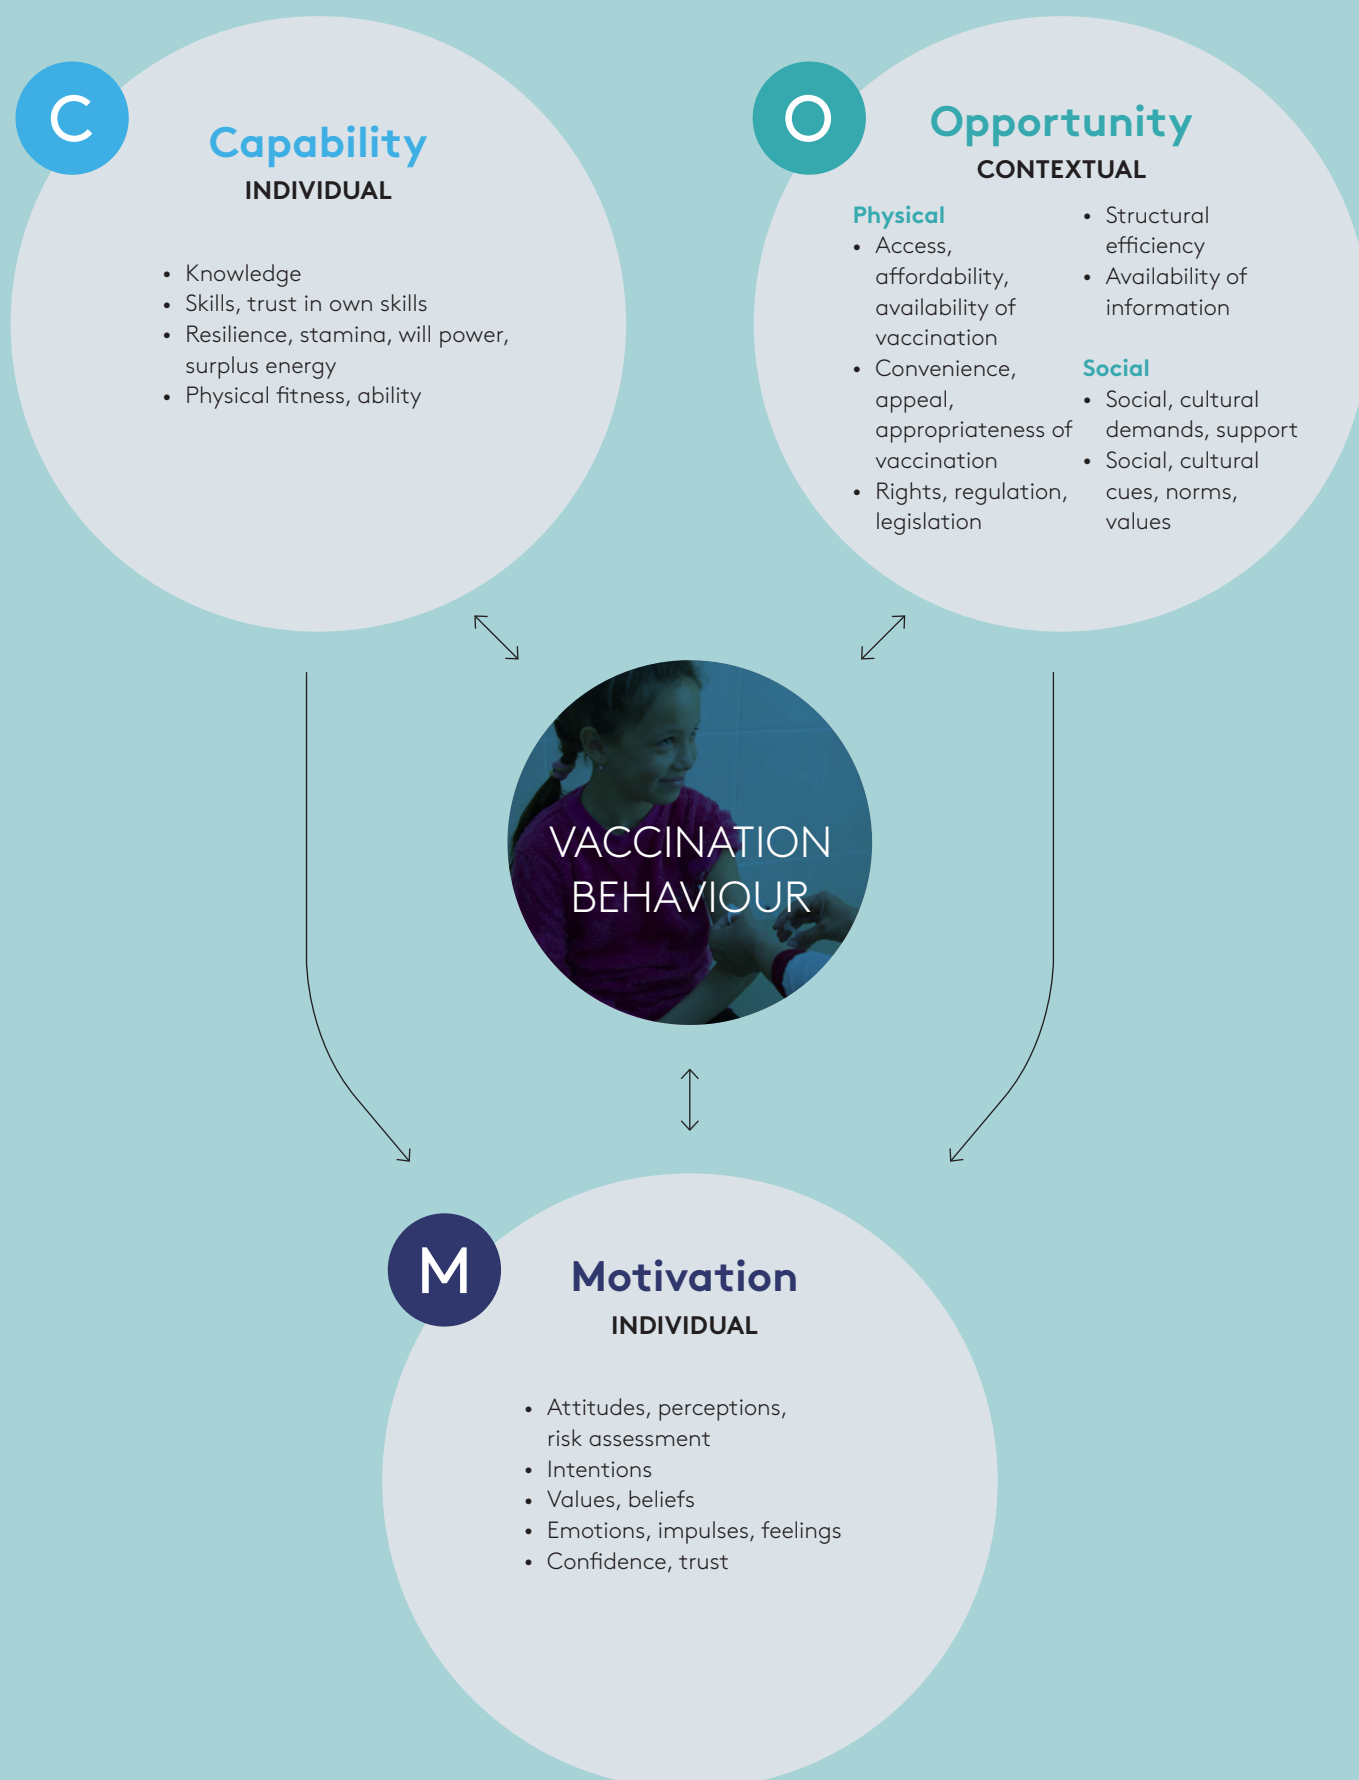 C
Capability
INDIVIDUAL
• Knowledge
• Skills, trust in own skills
• Resilience, stamina, will power,
surplus energy
• Physical fitness, ability
O
Opportunity
CONTEXTUAL
Physical
• Access,
affordability,
availability of
vaccination
• Convenience,
appeal,
appropriateness of
vaccination
• Rights, regulation,
legislation
• Structural
efficiency
• Availability of
information
Social
• Social, cultural
demands, support
• Social, cultural
cues, norms,
values
VACCINATION
BEHAVIOUR
M
Motivation
INDIVIDUAL
• Attitudes, perceptions,
risk assessment
• Intentions
• Values, beliefs
• Emotions, impulses, feelings
• Confidence, trust